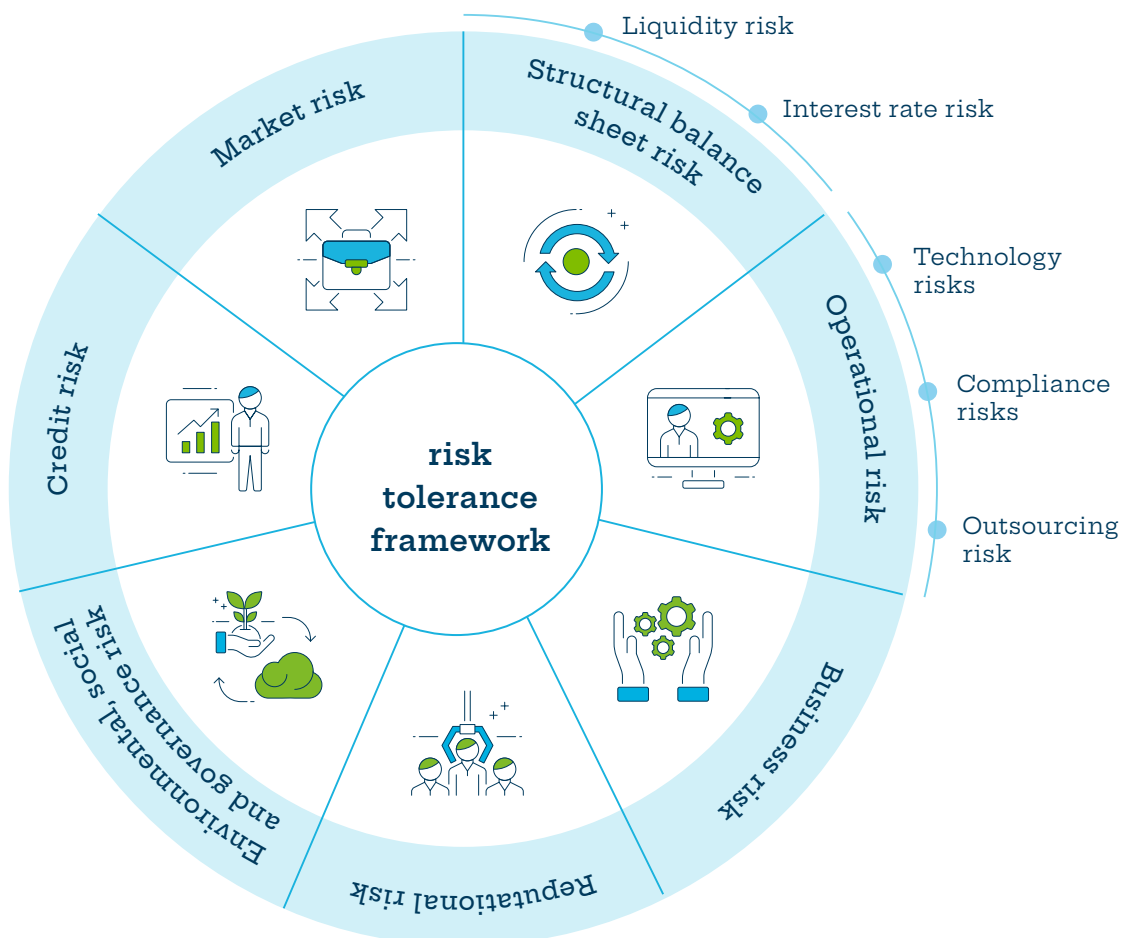 Liquidity risk
Interest rate risk
Structural balance
sheet risk
Market risk
Technology
risks
Compliance
risks
Outsourcing
risk
Operational risk
Credit risk
risk
tolerance
framework
Business risk
Environmental, social
and governance risk
Reputational risk